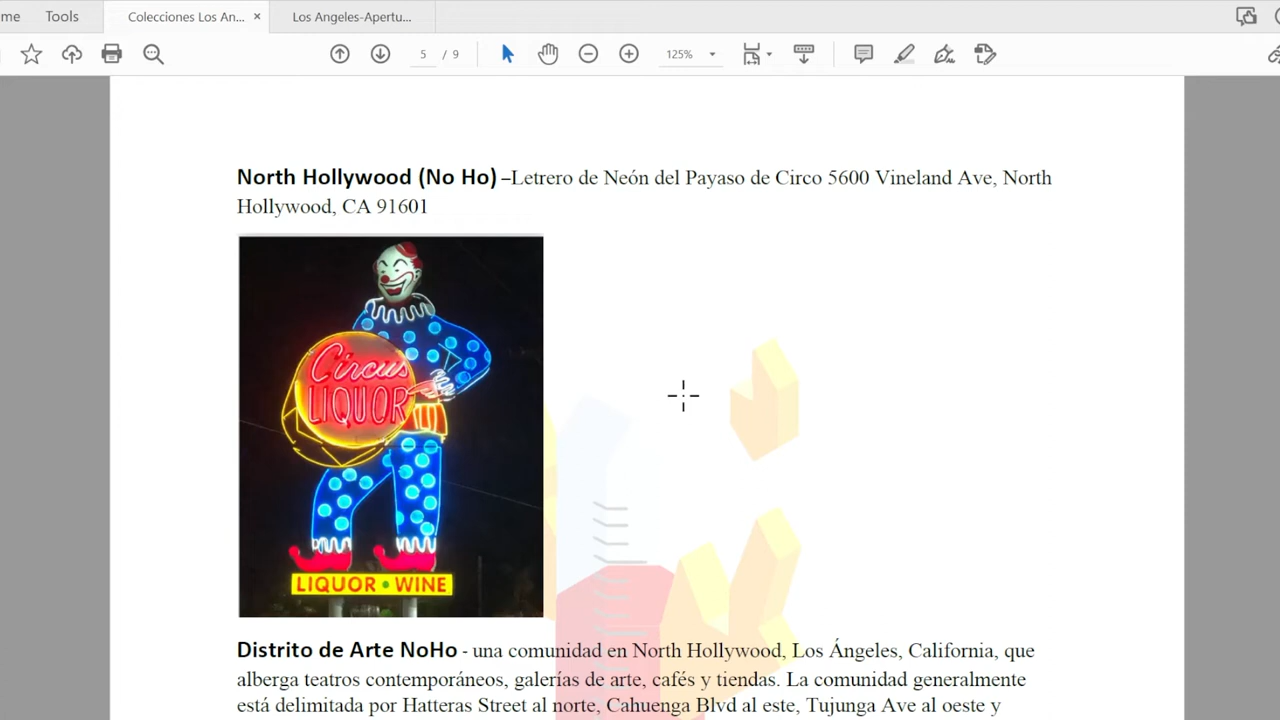 me
Tools
Colecciones Los An...
Los Angeles-Apertu...
5 / 9
125%
North Hollywood (No Ho) –Letrero de Neón del Payaso de Circo 5600 Vineland Ave, North
Hollywood, CA 91601
Circus
LIQUOR
LIQUOR • WINE
Distrito de Arte NoHo - una comunidad en North Hollywood, Los Ángeles, California, que
alberga teatros contemporáneos, galerías de arte, cafés y tiendas. La comunidad generalmente
está delimitada por Hatteras Street al norte, Cahuenga Blvd al este, Tujunga Ave al oeste y